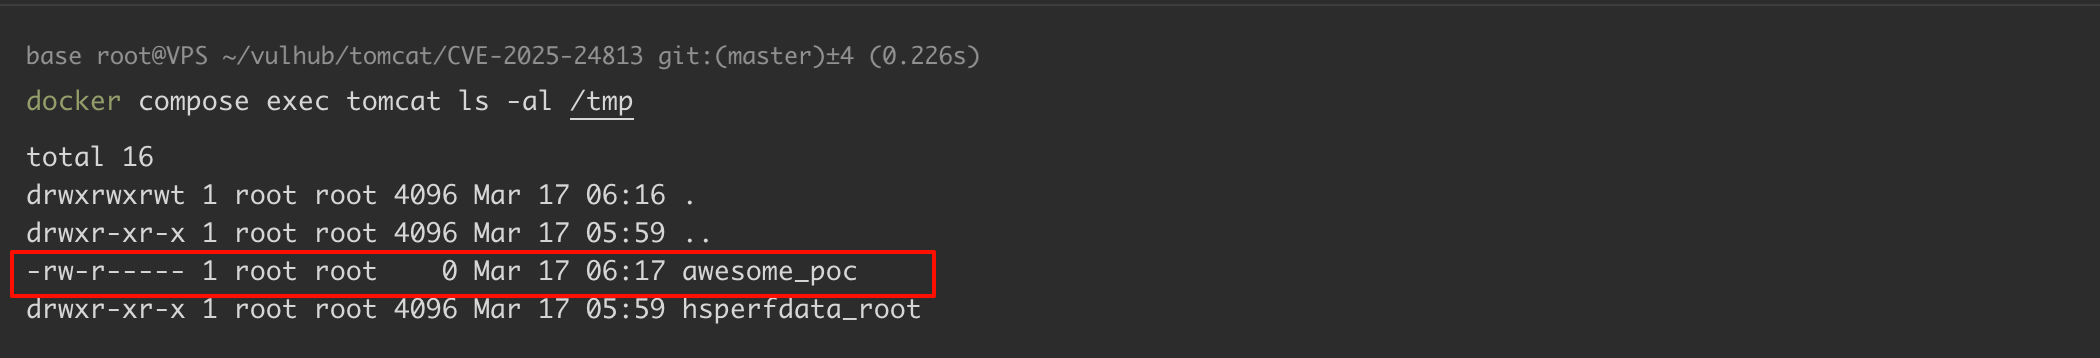 base root@VPS ~/vulhub/tomcat/CVE-2025-24813 git:(master)±4 (0.226s)
docker compose exec tomcat ls -al /tmp
total 16
drwxrwxrwt 1 root root 4096 Mar 17 06:16 .
drwxr-xr-x 1 root root 4096 Mar 17 05:59 ..
-rw-r----- 1 root root    0 Mar 17 06:17 awesome_poc
drwxr-xr-x 1 root root 4096 Mar 17 05:59 hsperfdata_root